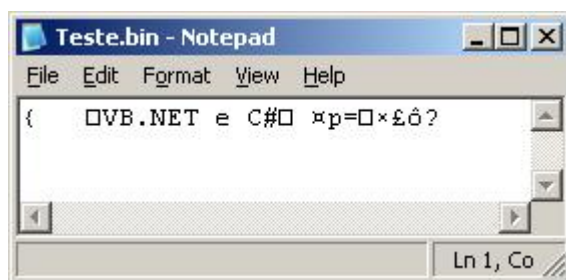 Teste.bin - Notepad
File Edit Format View Help
{ □VB.NET e C#□ ¤p=□×£ô?
Ln 1, Co